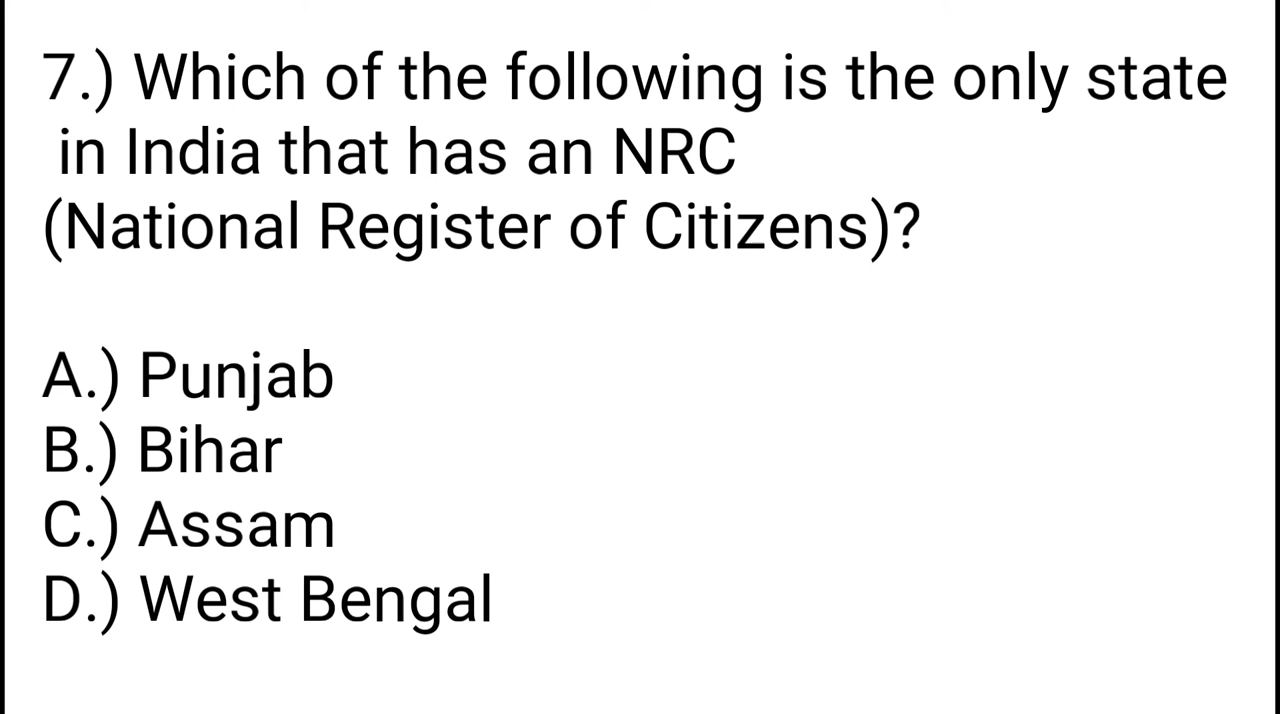 7.) Which of the following is the only state
in India that has an NRC
(National Register of Citizens)?
A.) Punjab
B.) Bihar
C.) Assam
D.) West Bengal